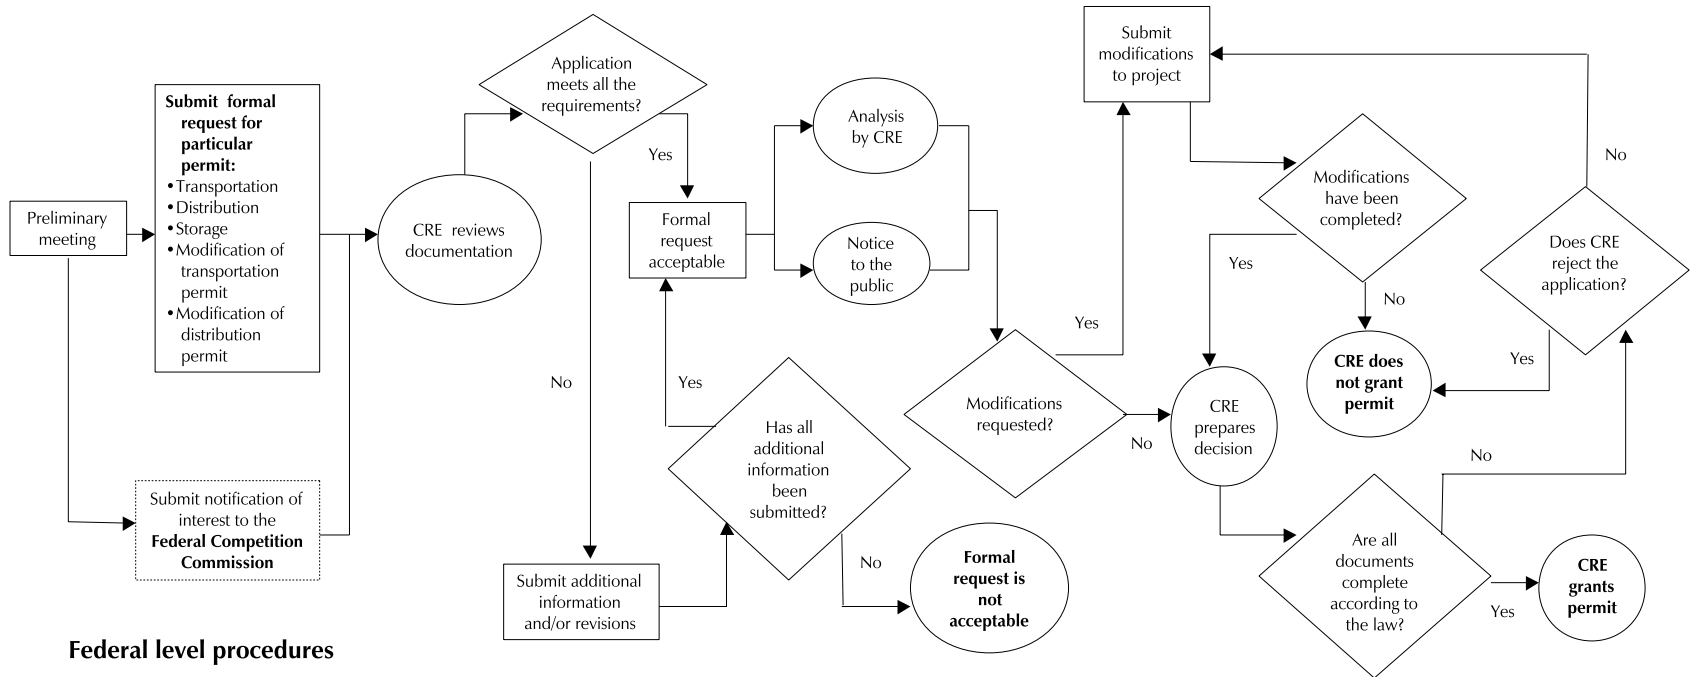 Preliminary
meeting
Submit formal
request for
particular
permit:
•Transportation
•Distribution
•Storage
•Modification of
transportation
permit
•Modification of
distribution
permit
Submit notification of
interest to the
Federal Competition
Commission
CRE reviews
documentation
Application
meets all the
requirements?
Yes
No
Formal
request
acceptable
Submit additional
information
and/or revisions
Has all
additional
information
been
submitted?
Yes
No
Formal
request is
not
acceptable
Analysis
by CRE
Notice
to the
public
Modifications
requested?
Yes
No
Submit
modifications
to project
Modifications
have been
completed?
Yes
No
CRE does
not grant
permit
CRE
prepares
decision
Are all
documents
complete
according to
the law?
No
Yes
CRE
grants
permit
Does CRE
reject the
application?
No
Yes
Federal level procedures